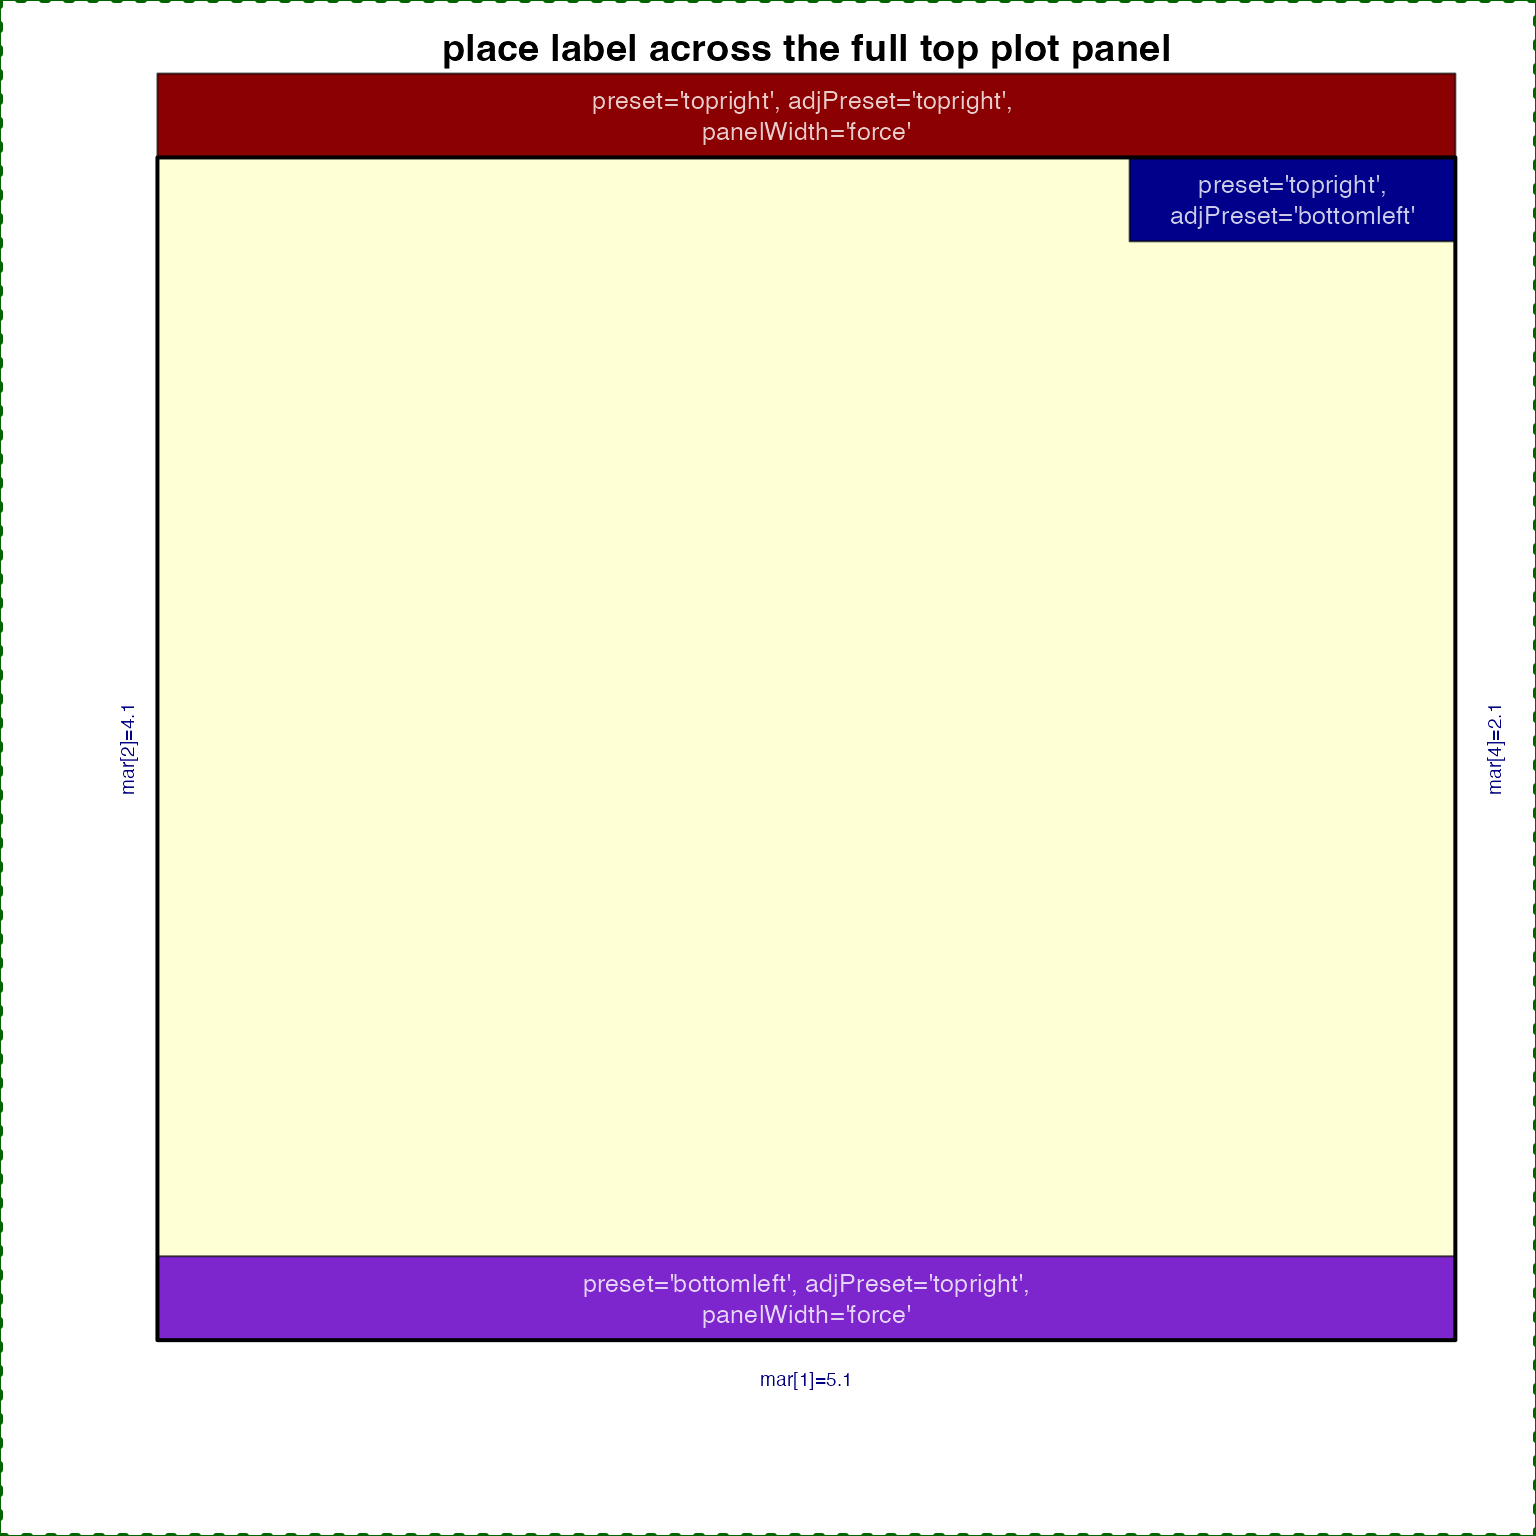 place label across the full top plot panel
preset='topright', adjPreset='topright',
panelWidth='force'
preset='topright',
adjPreset='bottomleft'
mar[2]=4.1
mar[4]=2.1
preset='bottomleft', adjPreset='topright',
panelWidth='force'
mar[1]=5.1